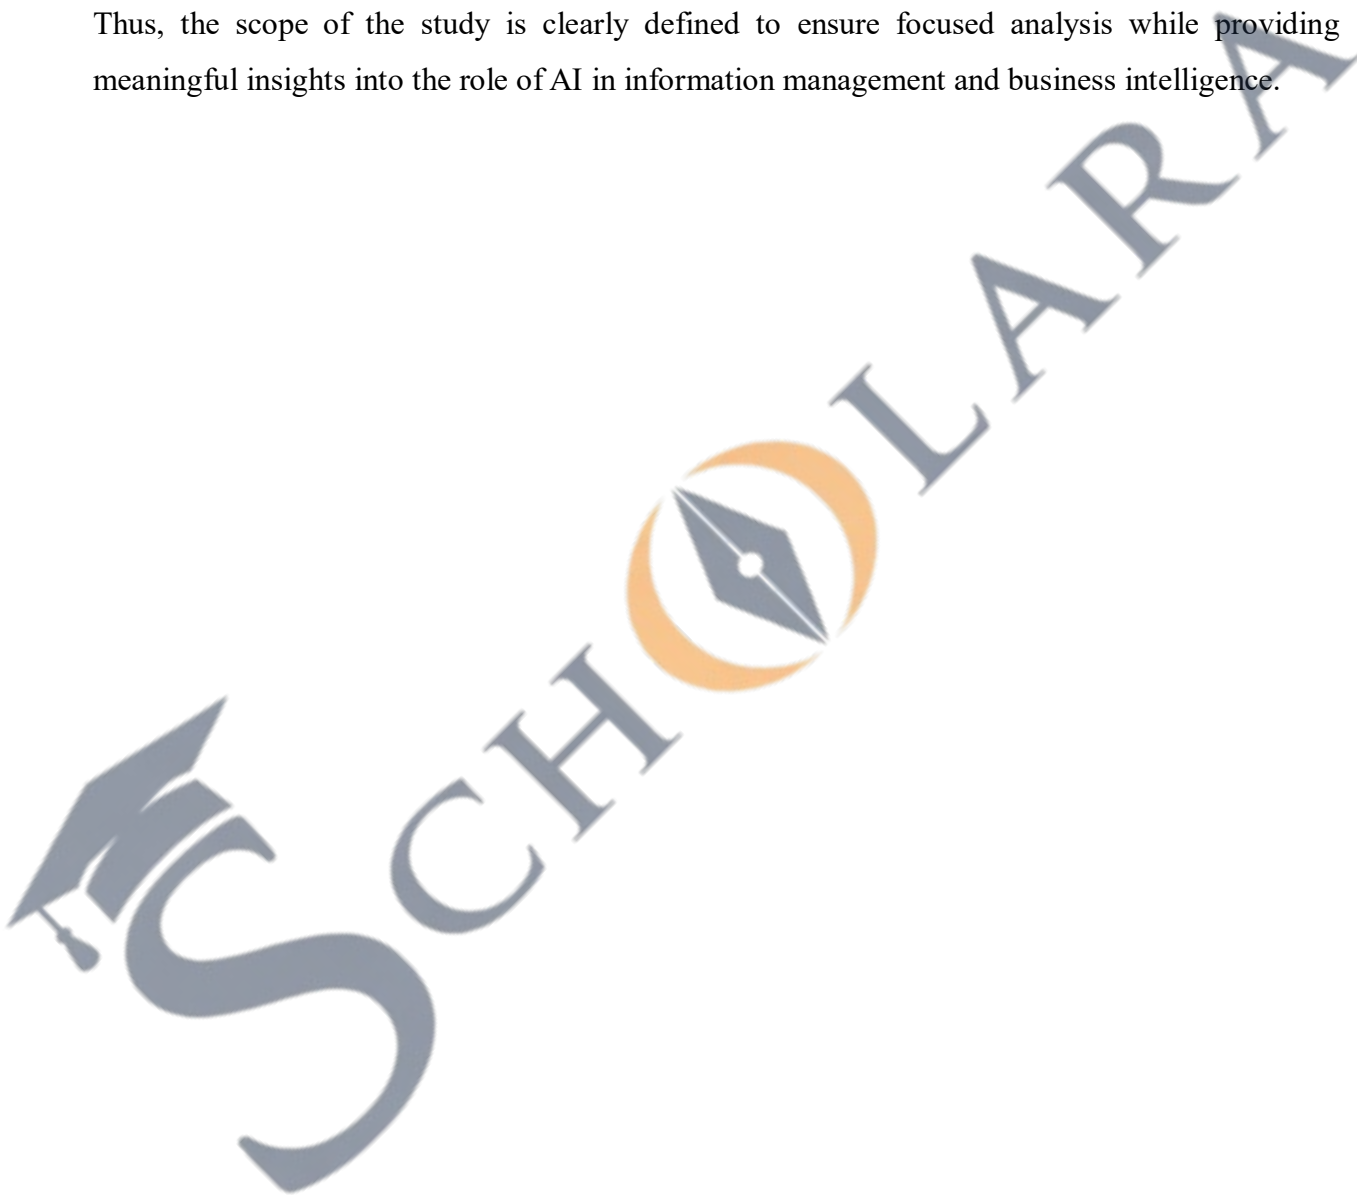 Thus, the scope of the study is clearly defined to ensure focused analysis while providing
meaningful insights into the role of AI in information management and business intelligence.
SCHOLARA